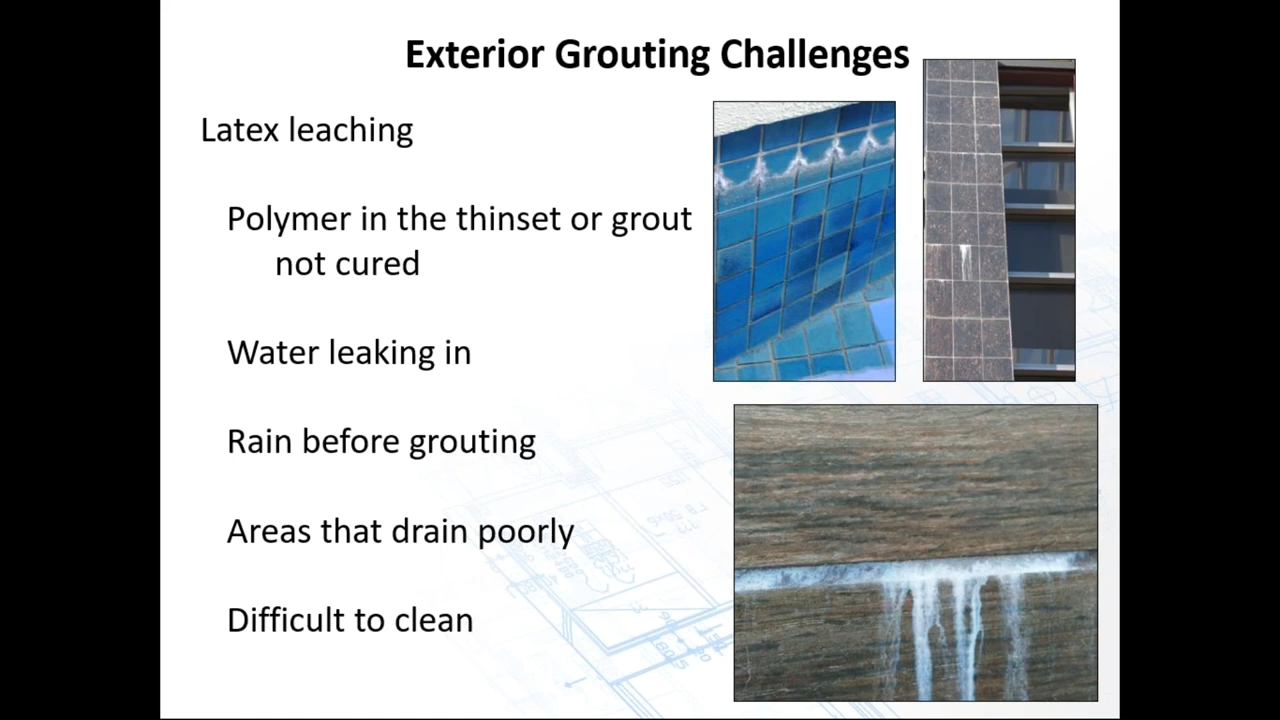 Exterior Grouting Challenges
Latex leaching
Polymer in the thinset or grout
not cured
Water leaking in
Rain before grouting
Areas that drain poorly
Difficult to clean